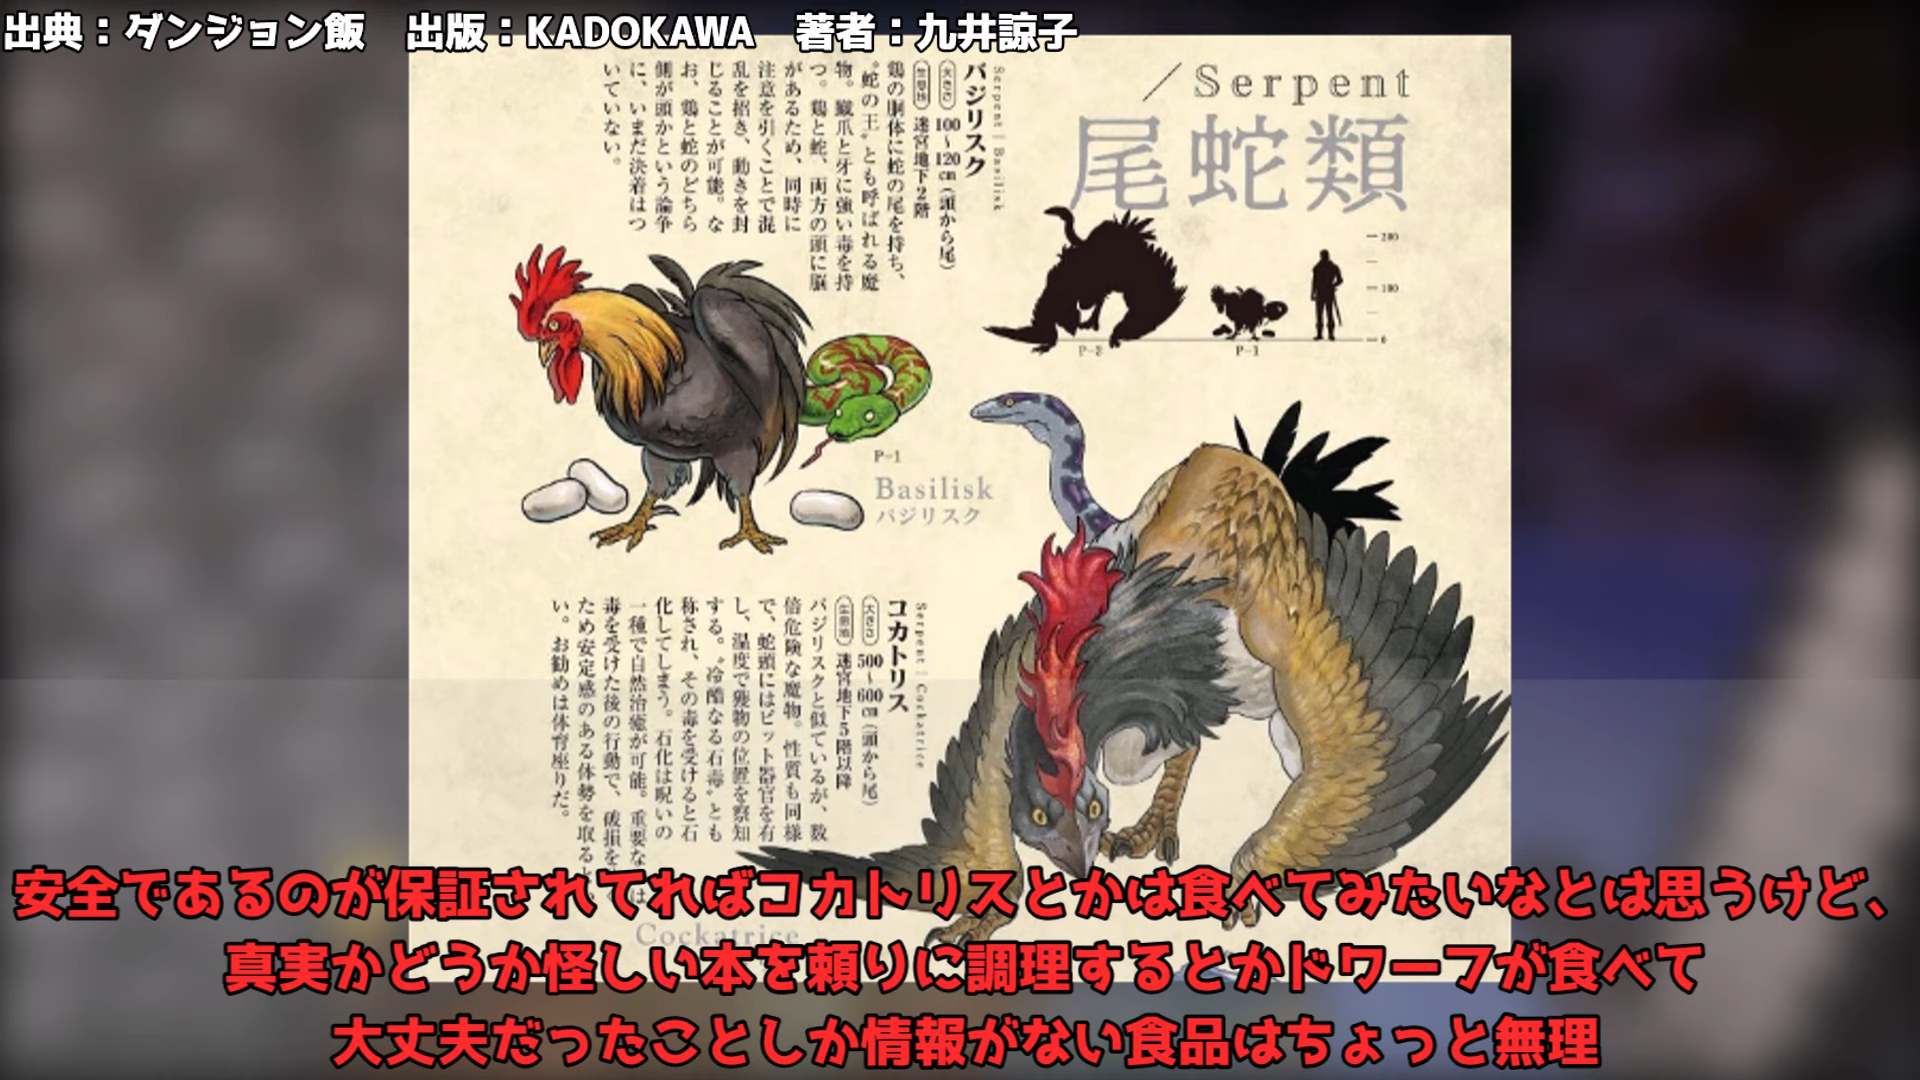 出典：ダンジョン飯　出版：KADOKAWA　著者：九井諒子
／Serpent
尾蛇類
200
100
0
P-2
P-1
Serpent｜Basilisk
バジリスク
大きさ 100〜120㎝（頭から尾）
生息域 迷宮地下2階
鶏の胴体に蛇の尾を持ち、
“蛇の王”とも呼ばれる魔
物。蹴爪と牙に強い毒を持
つ。鶏と蛇、両方の頭に脳
があるため、同時に
注意を引くことで混
乱を招き、動きを封
じることが可能。な
お、鶏と蛇のどちら
側が頭かという論争
に、いまだ決着はつ
いていない。
P-1
Basilisk
バジリスク
Serpent｜Cockatrice
コカトリス
大きさ 500〜600㎝（頭から尾）
生息域 迷宮地下5階以降
バジリスクと似ているが、数
倍危険な魔物。性質も同様
で、蛇頭にはピット器官を有
し、温度で獲物の位置を察知
する。“冷酷なる石毒”とも
称され、その毒を受けると石
化してしまう。石化は呪いの
一種で自然治癒が可能。重要な
は
毒を受けた後の行動で、破損を
ため安定感のある体勢を取る
い。お勧めは体育座りだ。
Cockatrice
安全であるのが保証されてればコカトリスとかは食べてみたいなとは思うけど、
真実かどうか怪しい本を頼りに調理するとかドワーフが食べて
大丈夫だったことしか情報がない食品はちょっと無理